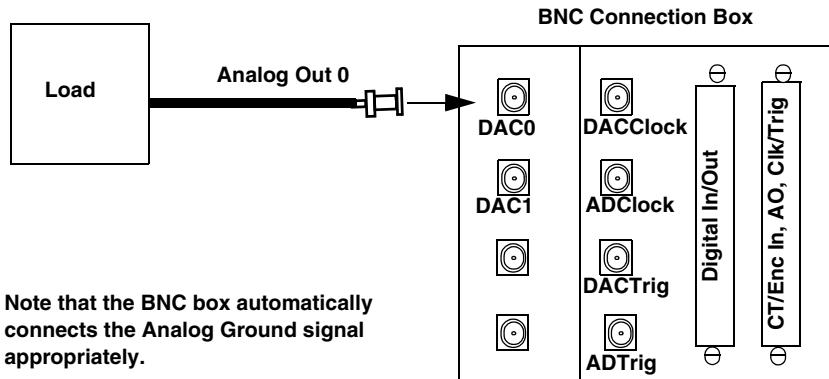 BNC Connection Box
Load
Analog Out 0
DAC0
DACClock
DAC1
ADClock
DACTrig
ADTrig
Digital In/Out
CT/Enc In, AO, Clk/Trig
Note that the BNC box automatically
connects the Analog Ground signal
appropriately.